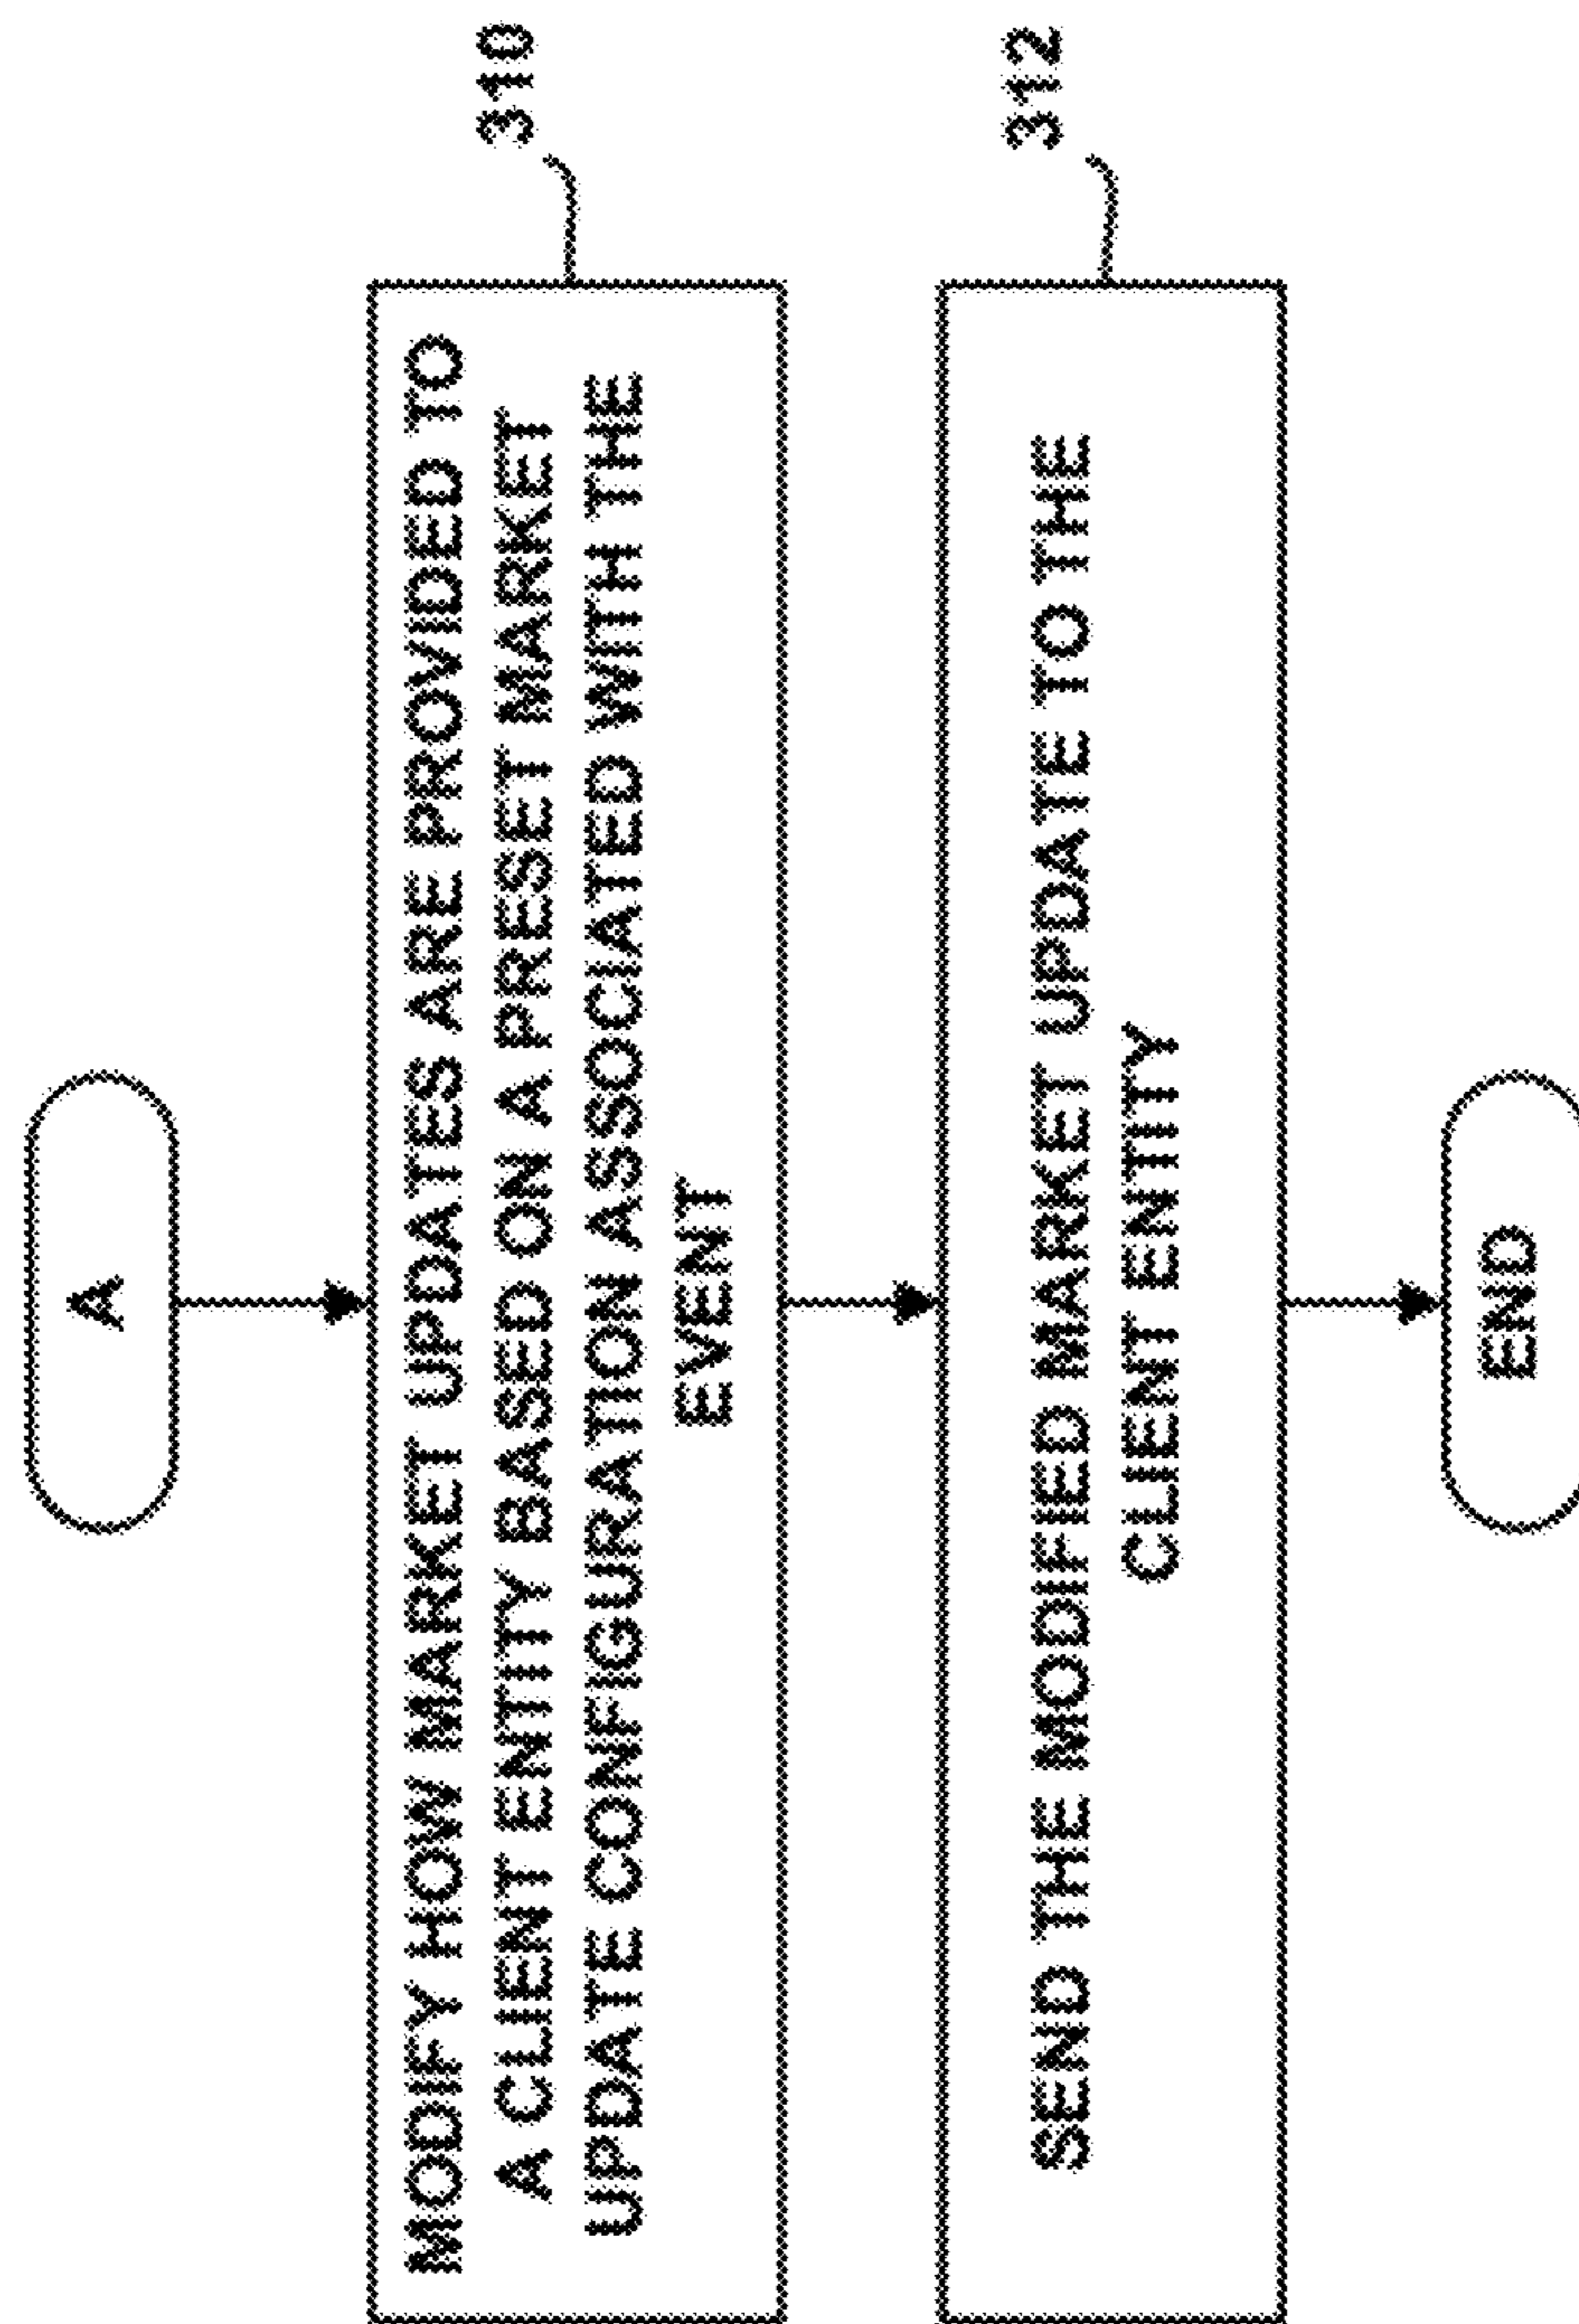 A
310
MODIFY HOW MARKET UPDATES ARE PROVIDED TO
A CLIENT ENTITY BASED ON A PRESET MARKET
UPDATE CONFIGURATION ASSOCIATED WITH THE
EVENT
312
SEND THE MODIFIED MARKET UPDATE TO THE
CLIENT ENTITY
END